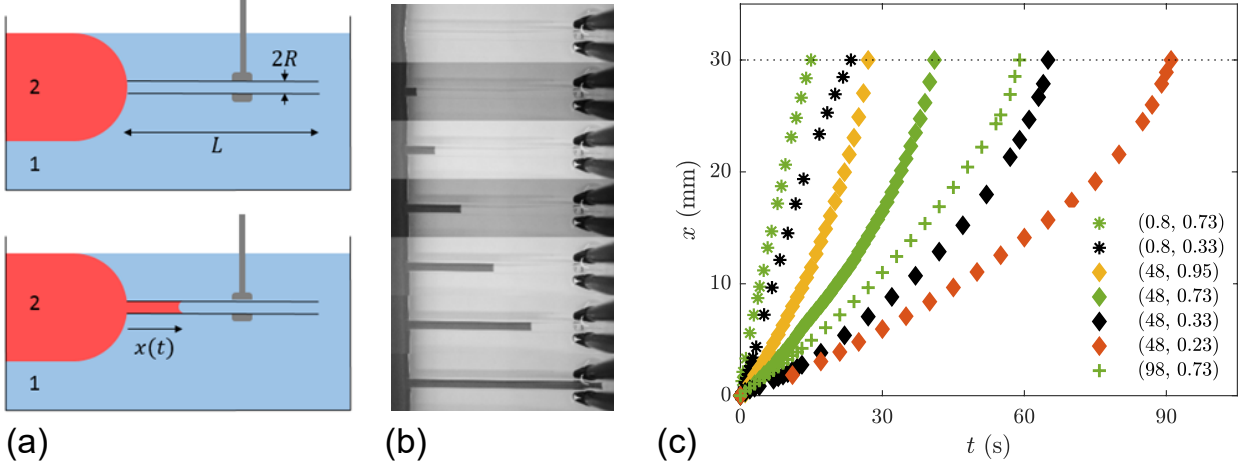 2
2R
L
1
2
x(t)
1
(a)
(b)
30
20
10
0
x (mm)
0
30
60
90
t (s)
(0.8, 0.73)
(0.8, 0.33)
(48, 0.95)
(48, 0.73)
(48, 0.33)
(48, 0.23)
(98, 0.73)
(c)